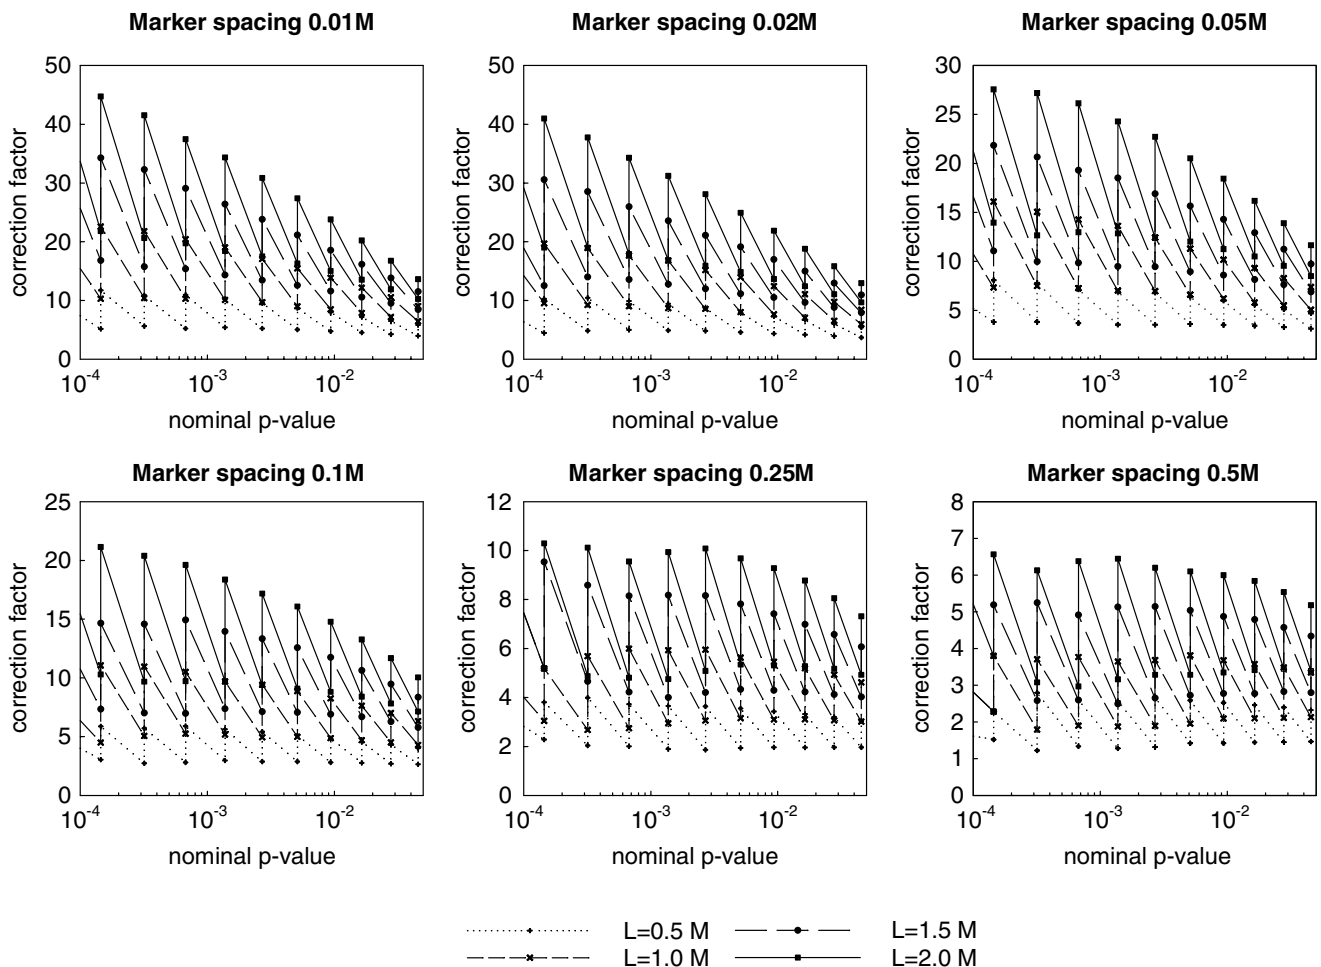 Marker spacing 0.01M
Marker spacing 0.02M
Marker spacing 0.05M
50
40
30
20
10
0
correction factor
10-4
10-3
10-2
nominal p-value
50
40
30
20
10
0
correction factor
10-4
10-3
10-2
nominal p-value
30
25
20
15
10
5
0
correction factor
10-4
10-3
10-2
nominal p-value
Marker spacing 0.1M
Marker spacing 0.25M
Marker spacing 0.5M
25
20
15
10
5
0
correction factor
10-4
10-3
10-2
nominal p-value
12
10
8
6
4
2
0
correction factor
10-4
10-3
10-2
nominal p-value
8
7
6
5
4
3
2
1
0
correction factor
10-4
10-3
10-2
nominal p-value
L=0.5 M
L=1.5 M
L=1.0 M
L=2.0 M